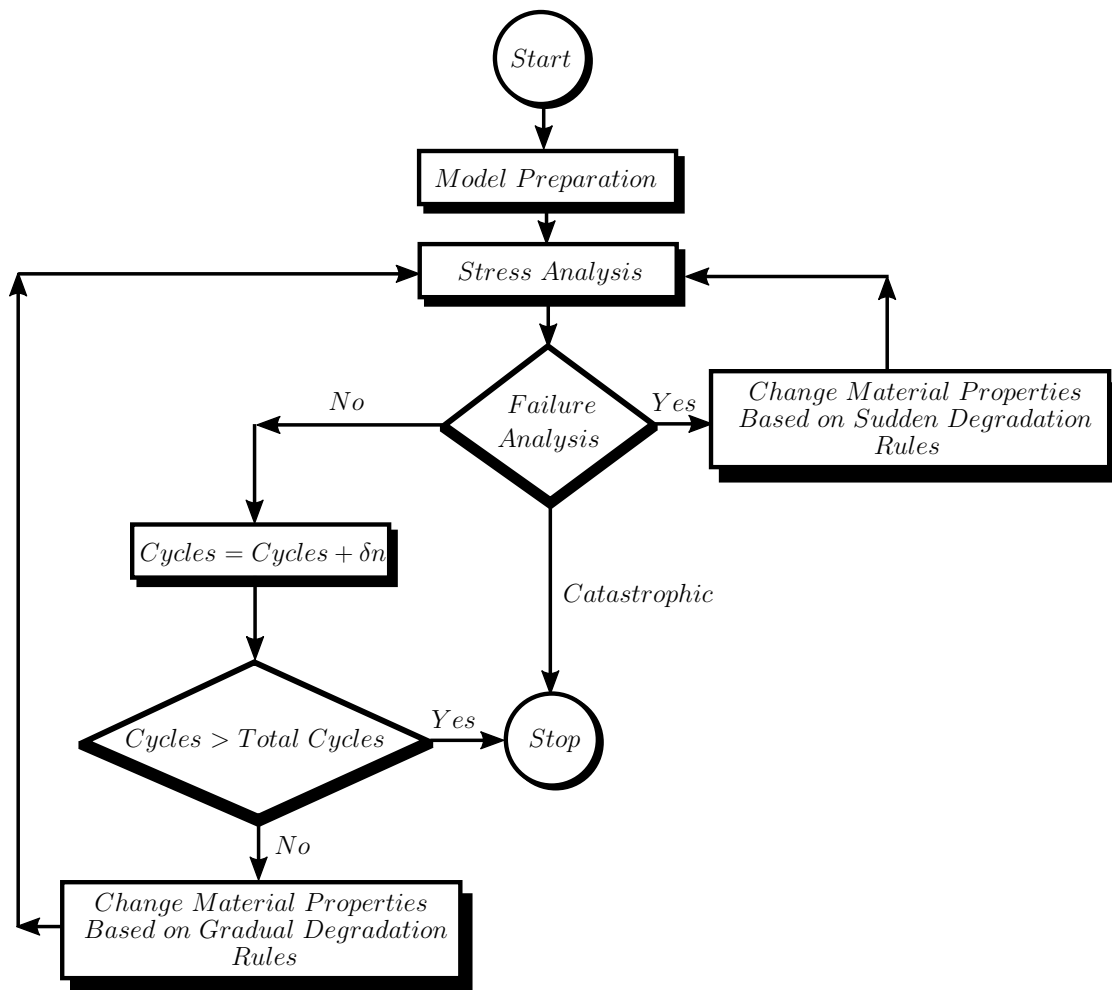 Start
Model Preparation
Stress Analysis
Failure
Analysis
No
Yes
Change Material Properties
Based on Sudden Degradation
Rules
Cycles = Cycles + δn
Catastrophic
Cycles > Total Cycles
Yes
Stop
No
Change Material Properties
Based on Gradual Degradation
Rules